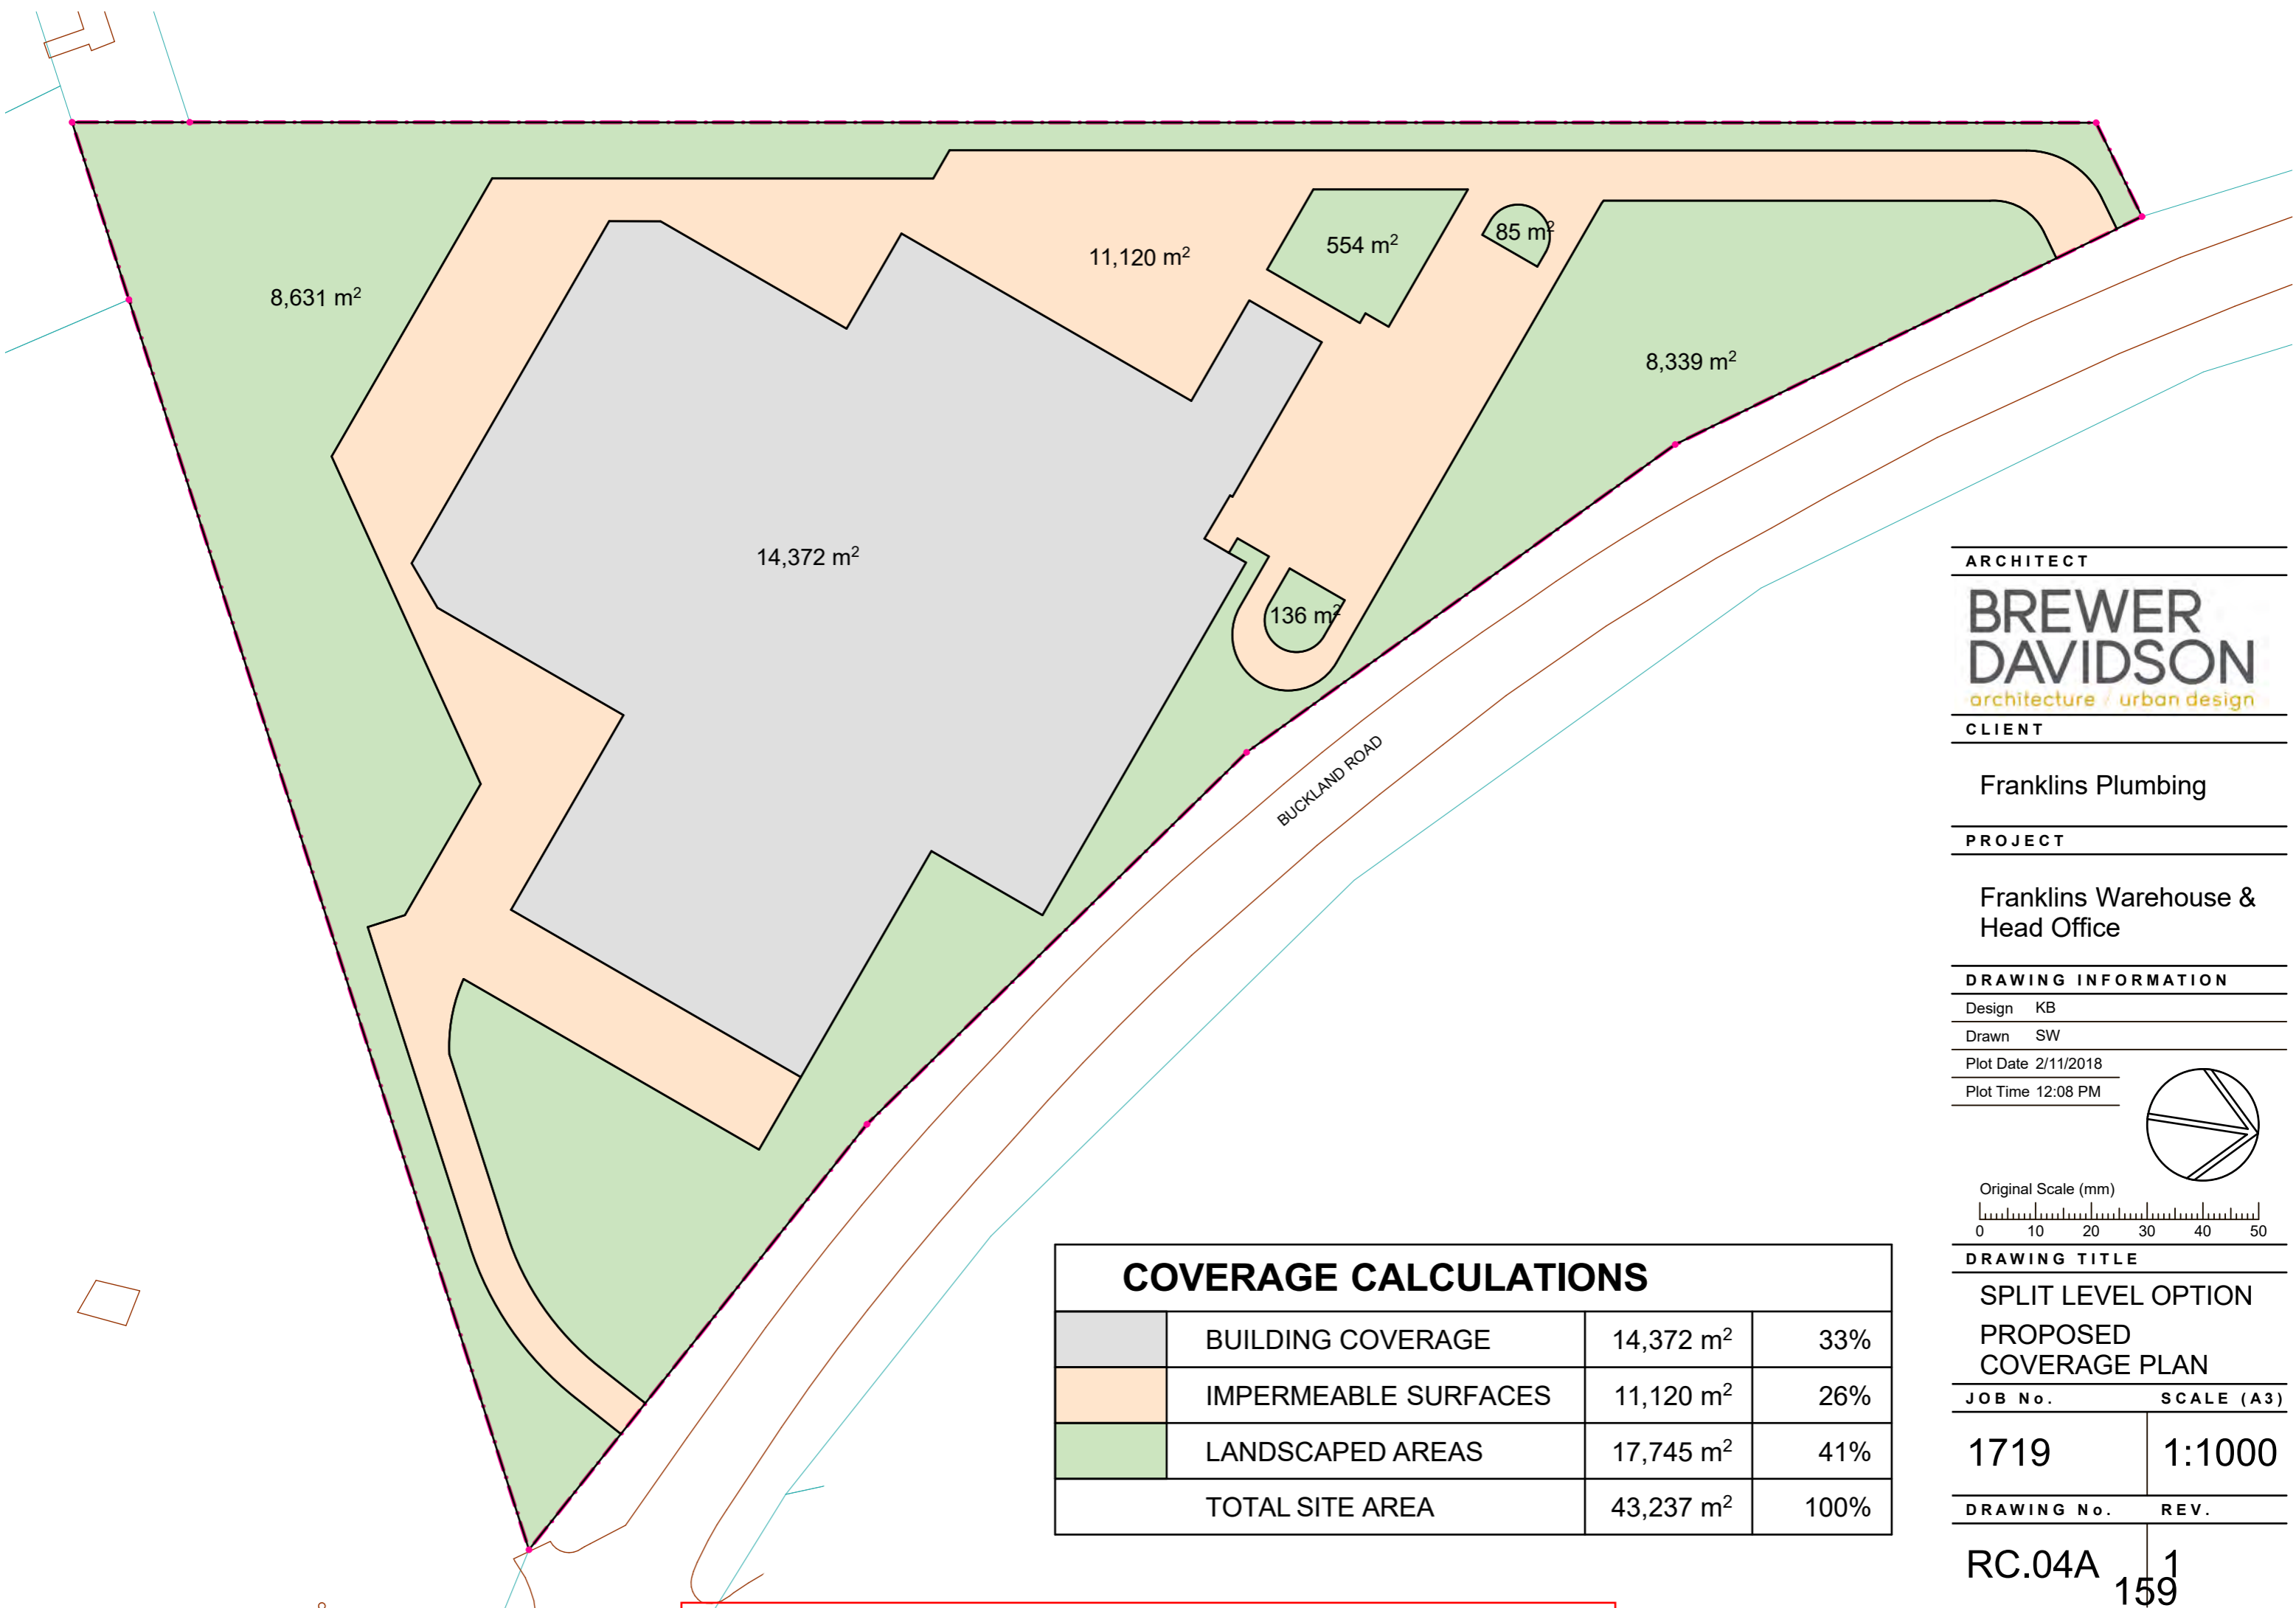 8,631 m²
11,120 m²
554 m²
85 m²
8,339 m²
14,372 m²
136 m²
BUCKLAND ROAD
COVERAGE CALCULATIONS
BUILDING COVERAGE 14,372 m² 33%
IMPERMEABLE SURFACES 11,120 m² 26%
LANDSCAPED AREAS 17,745 m² 41%
TOTAL SITE AREA 43,237 m² 100%
ARCHITECT
BREWER
DAVIDSON
architecture / urban design
CLIENT
Franklins Plumbing
PROJECT
Franklins Warehouse &
Head Office
DRAWING INFORMATION
Design KB
Drawn SW
Plot Date 2/11/2018
Plot Time 12:08 PM
Original Scale (mm)
0 10 20 30 40 50
DRAWING TITLE
SPLIT LEVEL OPTION
PROPOSED
COVERAGE PLAN
JOB No. SCALE (A3)
1719 1:1000
DRAWING No. REV.
RC.04A 1
159